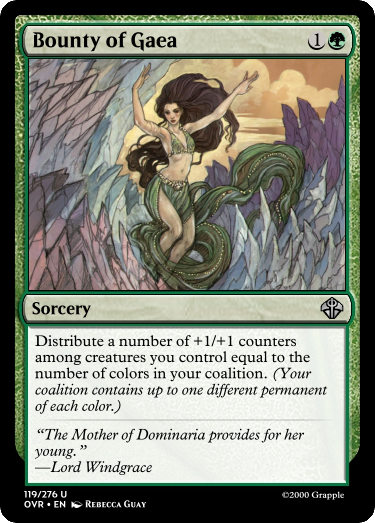 Bounty of Gaea 1
Sorcery
Distribute a number of +1/+1 counters
among creatures you control equal to the
number of colors in your coalition. (Your
coalition contains up to one different permanent
of each color.)
“The Mother of Dominaria provides for her
young.”
—Lord Windgrace
119/276 U
OVR • EN Rebecca Guay
©2000 Grapple